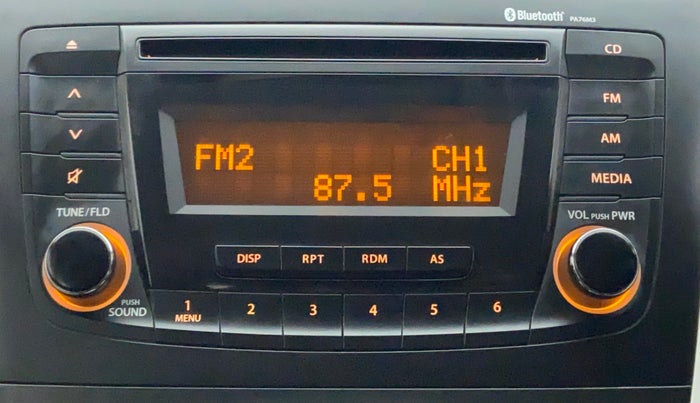 Bluetooth PA76M3
CD
FM
AM
MEDIA
FM2 CH1
87.5 MHz
TUNE/FLD
VOL PUSH PWR
DISP RPT RDM AS
PUSH
SOUND
1 2 3 4 5 6
MENU